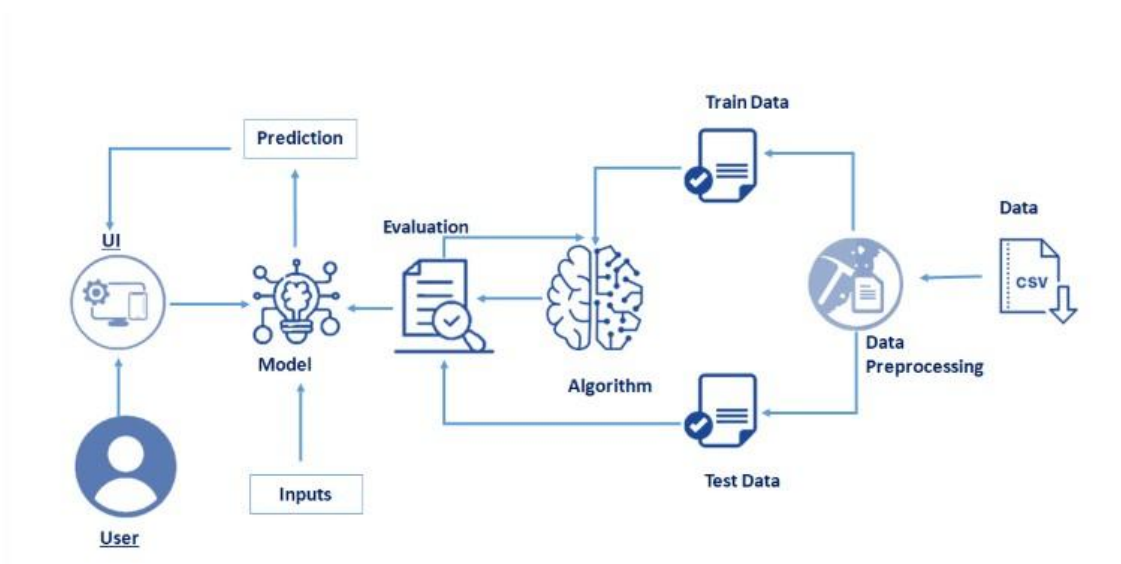 Train Data
Prediction
Data
Evaluation
UI
CSV
Data
Preprocessing
Model
Algorithm
Test Data
Inputs
User